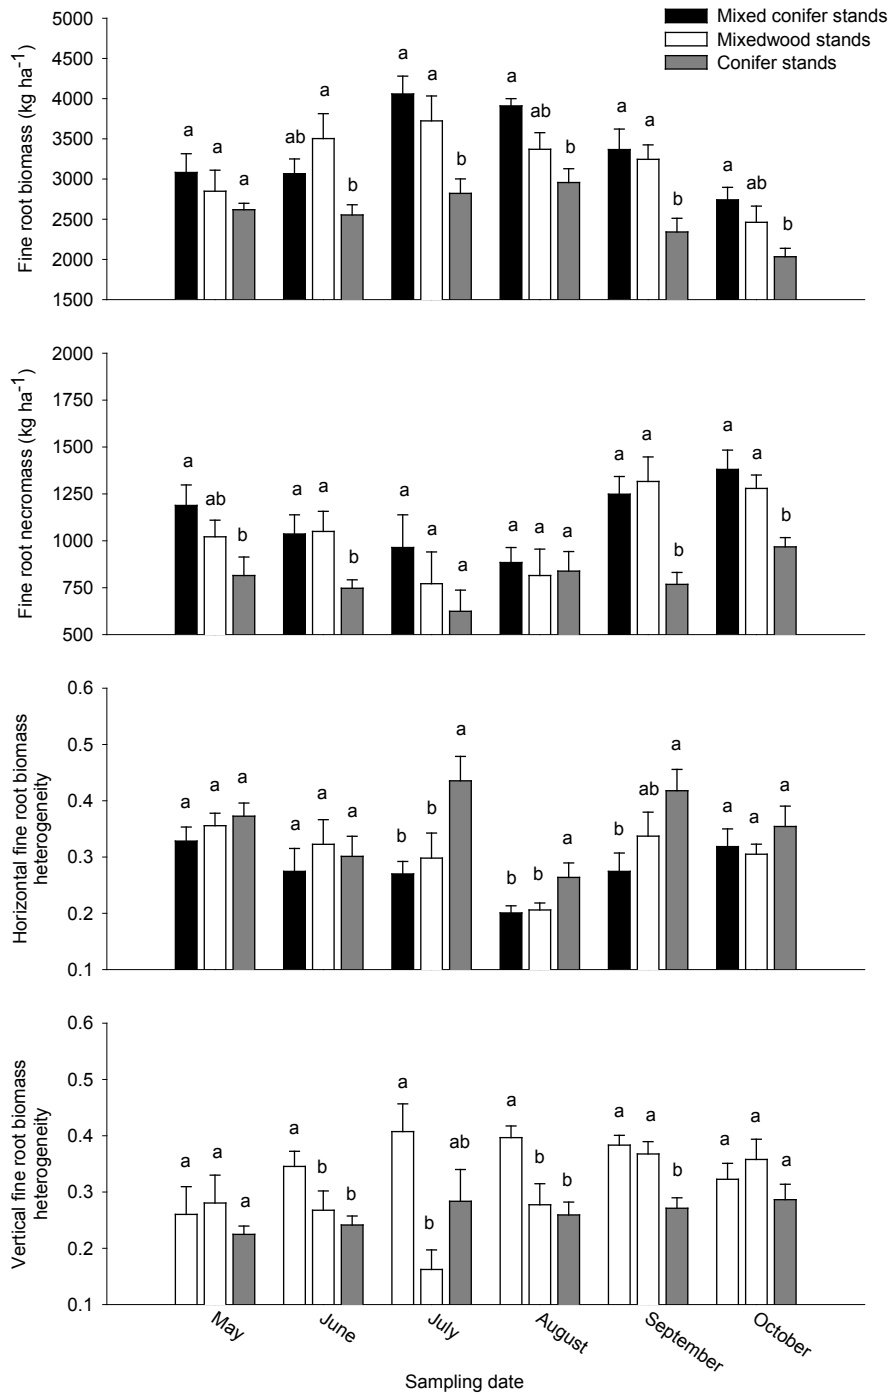 Mixed conifer stands
Mixedwood stands
Conifer stands
Fine root biomass (kg ha⁻¹)
5000
4500
4000
3500
3000
2500
2000
1500
a a a
ab a b
a a b
a ab b
a a b
a ab b
Fine root necromass (kg ha⁻¹)
2000
1750
1500
1250
1000
750
500
a ab b
a a b
a a a
a a a
a a b
a a b
Horizontal fine root biomass
heterogeneity
0.6
0.5
0.4
0.3
0.2
0.1
a a a
a a a
b b a
b b a
b ab a
a a a
Vertical fine root biomass
heterogeneity
0.6
0.5
0.4
0.3
0.2
0.1
a a a
a b b
a b ab
a b b
a a b
a a a
May
June
July
August
September
October
Sampling date